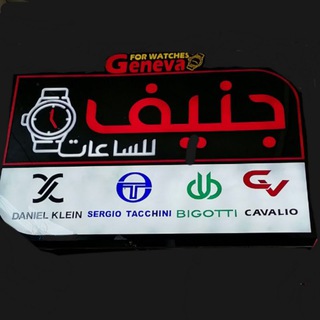 FOR WATCHES
Geneva
جنيف
للساعات
DANIEL KLEIN SERGIO TACCHINI BIGOTTI CAVALIO